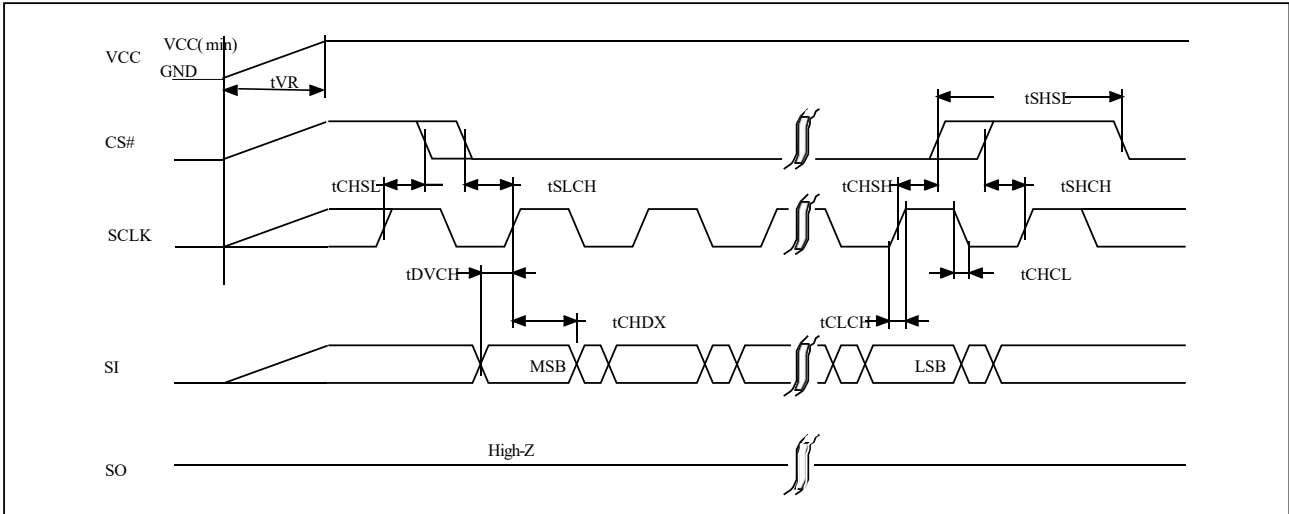 VCC
VCC( min)
GND
tVR
CS#
tSHSL
tCHSL
tSLCH
tCHSH
tSHCH
SCLK
tDVCH
tCHCL
tCHDX
tCLCH
SI
MSB
LSB
SO
High-Z